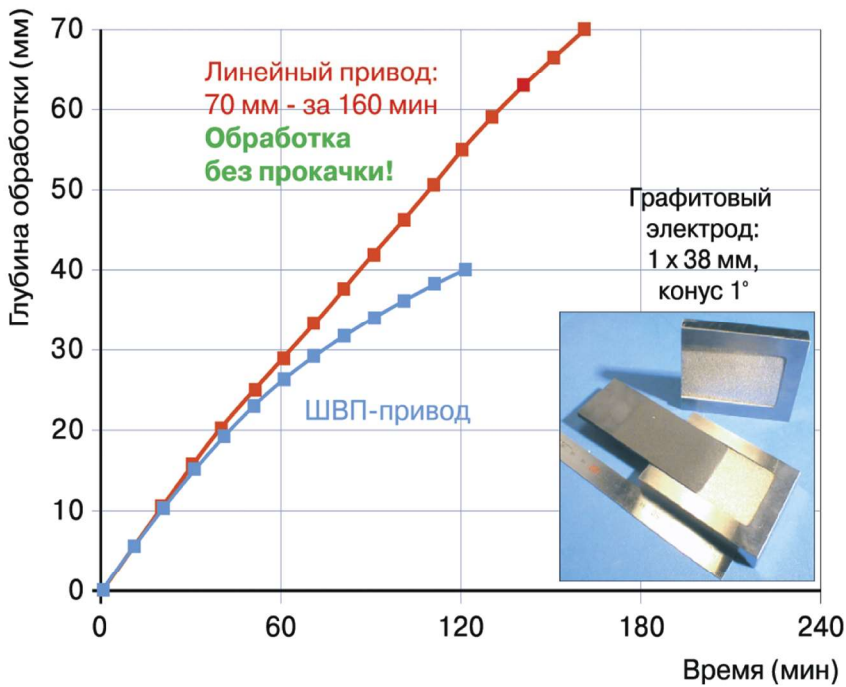 Глубина обработки (мм)
70
60
50
40
30
20
10
0
Линейный привод:
70 мм - за 160 мин
Обработка
без прокачки!
Графитовый
электрод:
1 x 38 мм,
конус 1°
ШВП-привод
0
60
120
180
240
Время (мин)